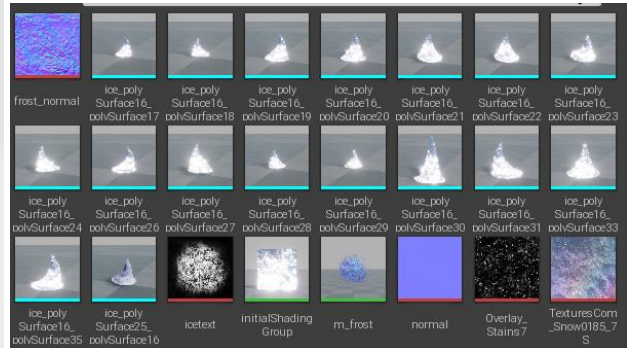 frost_normal
ice_poly
Surface16_
polySurface17
ice_poly
Surface16_
polySurface18
ice_poly
Surface16_
polySurface19
ice_poly
Surface16_
polySurface20
ice_poly
Surface16_
polySurface21
ice_poly
Surface16_
polySurface22
ice_poly
Surface16_
polySurface23
ice_poly
Surface16_
polySurface24
ice_poly
Surface16_
polySurface26
ice_poly
Surface16_
polySurface27
ice_poly
Surface16_
polySurface28
ice_poly
Surface16_
polySurface29
ice_poly
Surface16_
polySurface30
ice_poly
Surface16_
polySurface31
ice_poly
Surface16_
polySurface33
ice_poly
Surface16_
polySurface35
ice_poly
Surface25_
polySurface16
icetext
initialShading
Group
m_frost
normal
Overlay_
Stains7
TexturesCom
_Snow0185_7
S